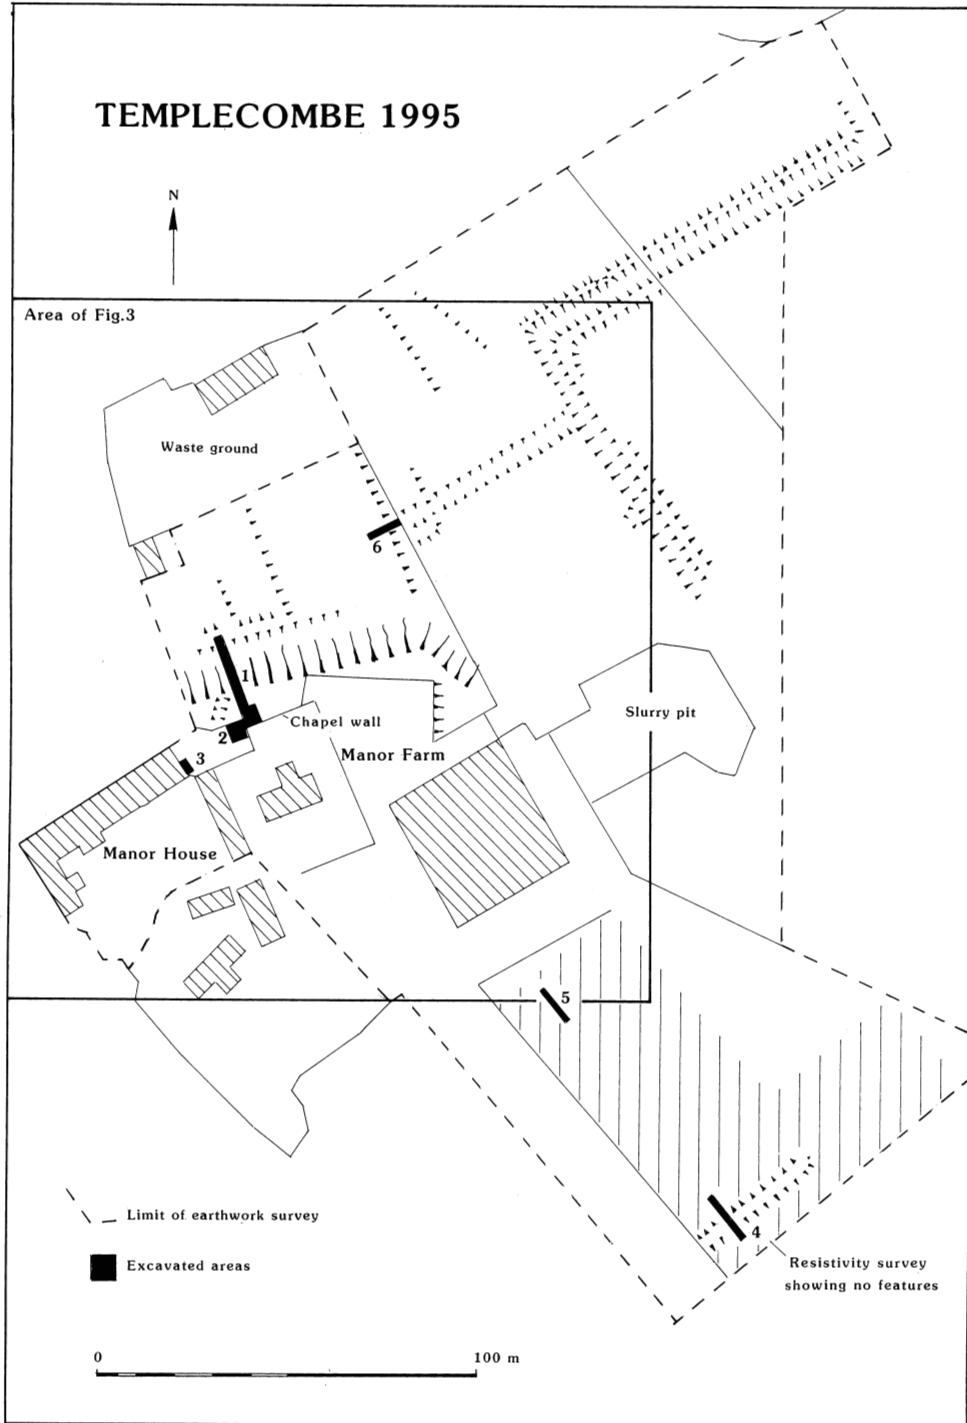 TEMPLECOMBE 1995
N
Area of Fig.3
Waste ground
6
1
Chapel wall
2
3
Manor Farm
Slurry pit
Manor House
5
4
Limit of earthwork survey
Excavated areas
Resistivity survey
showing no features
0
100 m